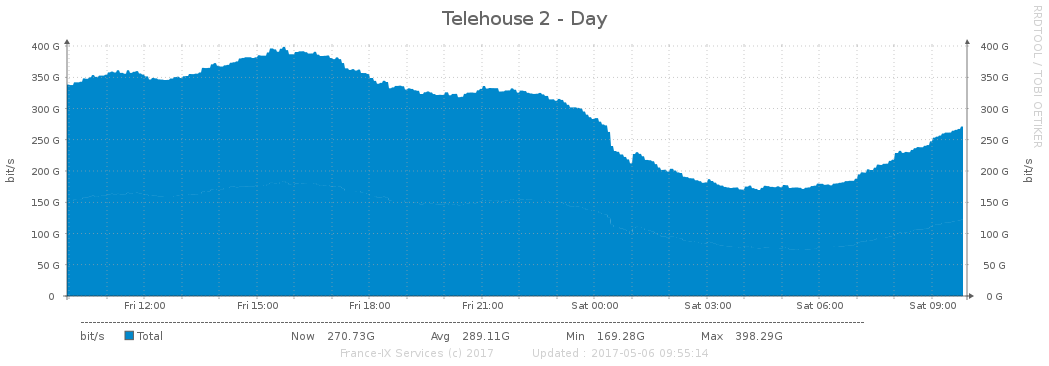 Telehouse 2 - Day
RRDTOOL / TOBI OETIKER
400 G 400 G
350 G 350 G
300 G 300 G
250 G 250 G
200 G 200 G
150 G 150 G
100 G 100 G
50 G 50 G
0 0 G
bit/s bit/s
Fri 12:00 Fri 15:00 Fri 18:00 Fri 21:00 Sat 00:00 Sat 03:00 Sat 06:00 Sat 09:00
bit/s Total Now 270.73G Avg 289.11G Min 169.28G Max 398.29G
France-IX Services (c) 2017 Updated : 2017-05-06 09:55:14